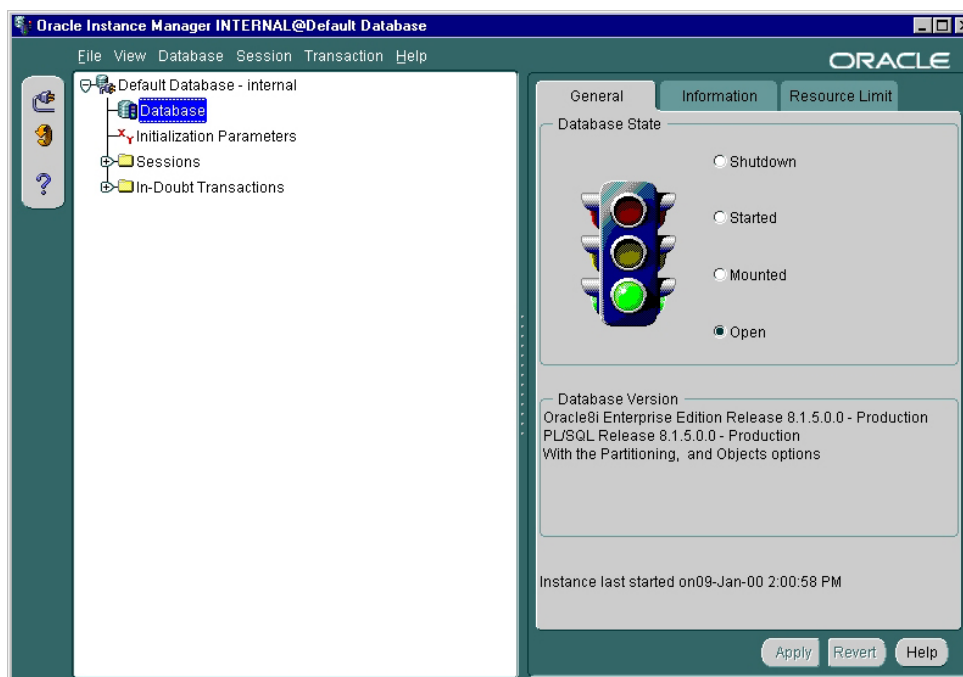 Oracle Instance Manager INTERNAL@Default Database
File View Database Session Transaction Help
ORACLE
Default Database - internal
Database
Initialization Parameters
Sessions
In-Doubt Transactions
General Information Resource Limit
Database State
Shutdown
Started
Mounted
Open
Database Version
Oracle8i Enterprise Edition Release 8.1.5.0.0 - Production
PL/SQL Release 8.1.5.0.0 - Production
With the Partitioning, and Objects options
Instance last started on09-Jan-00 2:00:58 PM
Apply Revert Help